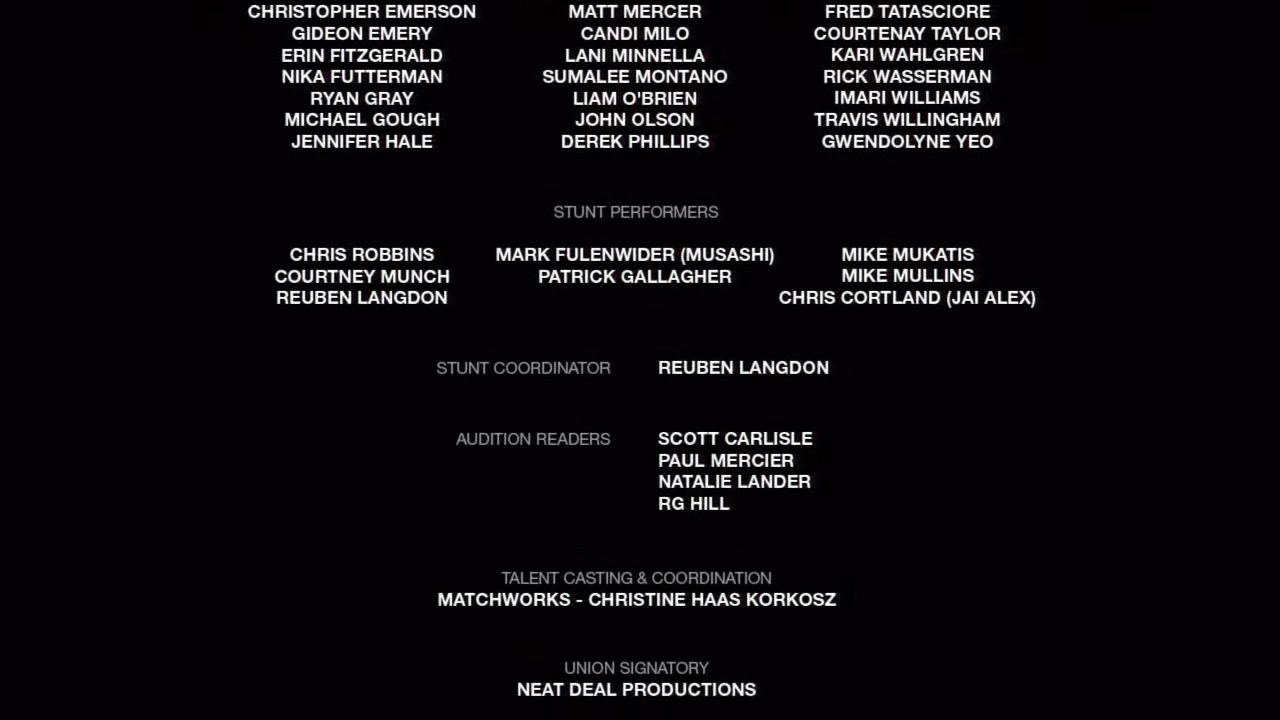 CHRISTOPHER EMERSON MATT MERCER FRED TATASCIORE
GIDEON EMERY CANDI MILO COURTENAY TAYLOR
ERIN FITZGERALD LANI MINNELLA KARI WAHLGREN
NIKA FUTTERMAN SUMALEE MONTANO RICK WASSERMAN
RYAN GRAY LIAM O'BRIEN IMARI WILLIAMS
MICHAEL GOUGH JOHN OLSON TRAVIS WILLINGHAM
JENNIFER HALE DEREK PHILLIPS GWENDOLYNE YEO
STUNT PERFORMERS
CHRIS ROBBINS MARK FULENWIDER (MUSASHI) MIKE MUKATIS
COURTNEY MUNCH PATRICK GALLAGHER MIKE MULLINS
REUBEN LANGDON CHRIS CORTLAND (JAI ALEX)
STUNT COORDINATOR REUBEN LANGDON
AUDITION READERS SCOTT CARLISLE
PAUL MERCIER
NATALIE LANDER
RG HILL
TALENT CASTING & COORDINATION
MATCHWORKS - CHRISTINE HAAS KORKOSZ
UNION SIGNATORY
NEAT DEAL PRODUCTIONS